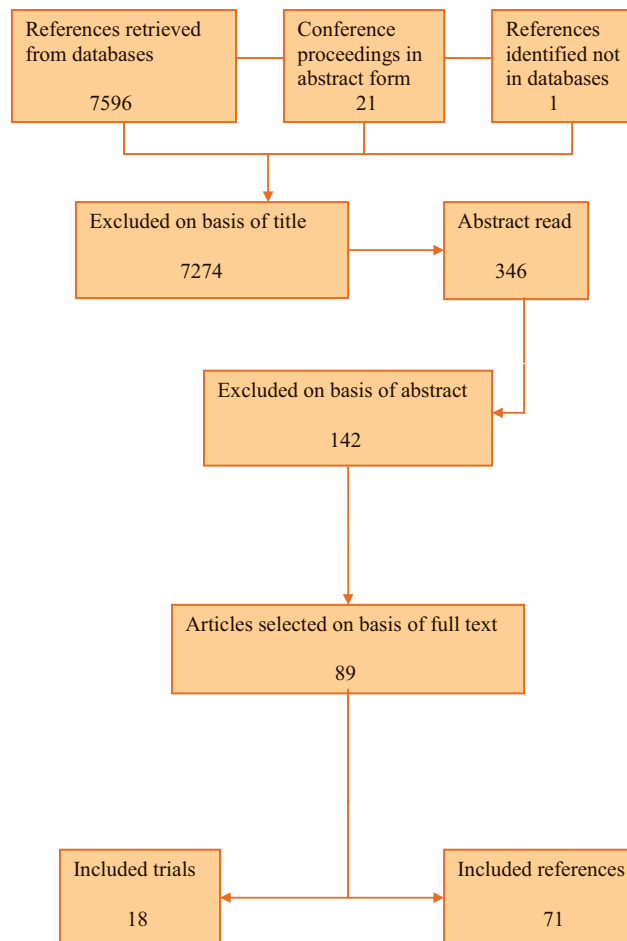 References retrieved
from databases
7596
Conference
proceedings in
abstract form
21
References
identified not
in databases
1
Excluded on basis of title
7274
Abstract read
346
Excluded on basis of abstract
142
Articles selected on basis of full text
89
Included trials
18
Included references
71